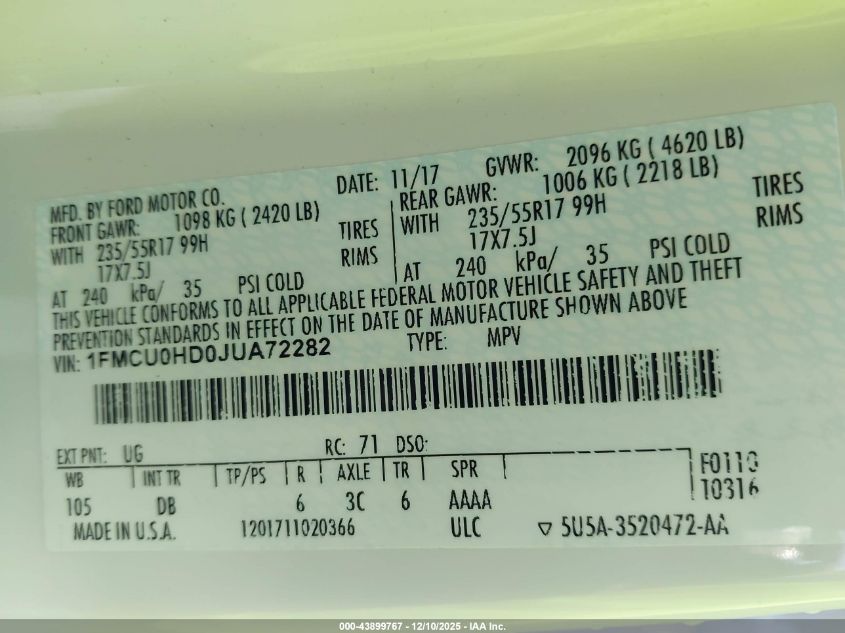 MFD. BY FORD MOTOR CO. DATE: 11/17 GVWR: 2096 KG ( 4620 LB)
FRONT GAWR: 1098 KG ( 2420 LB)
WITH 235/55R17 99H TIRES
17X7.5J RIMS
AT 240 kPa/ 35 PSI COLD
REAR GAWR: 1006 KG ( 2218 LB)
WITH 235/55R17 99H TIRES
17X7.5J RIMS
AT 240 kPa/ 35 PSI COLD
THIS VEHICLE CONFORMS TO ALL APPLICABLE FEDERAL MOTOR VEHICLE SAFETY AND THEFT
PREVENTION STANDARDS IN EFFECT ON THE DATE OF MANUFACTURE SHOWN ABOVE
VIN: 1FMCU0HD0JUA72282 TYPE: MPV
EXT PNT: UG RC: 71 DSO:
WB INT TR TP/PS R AXLE TR SPR F0110
105 DB 6 3C 6 AAAA T0316
MADE IN U.S.A. 1201711020366 ULC 5U5A-3520472-AA
000-43899767 - 12/10/2025 - IAA Inc.